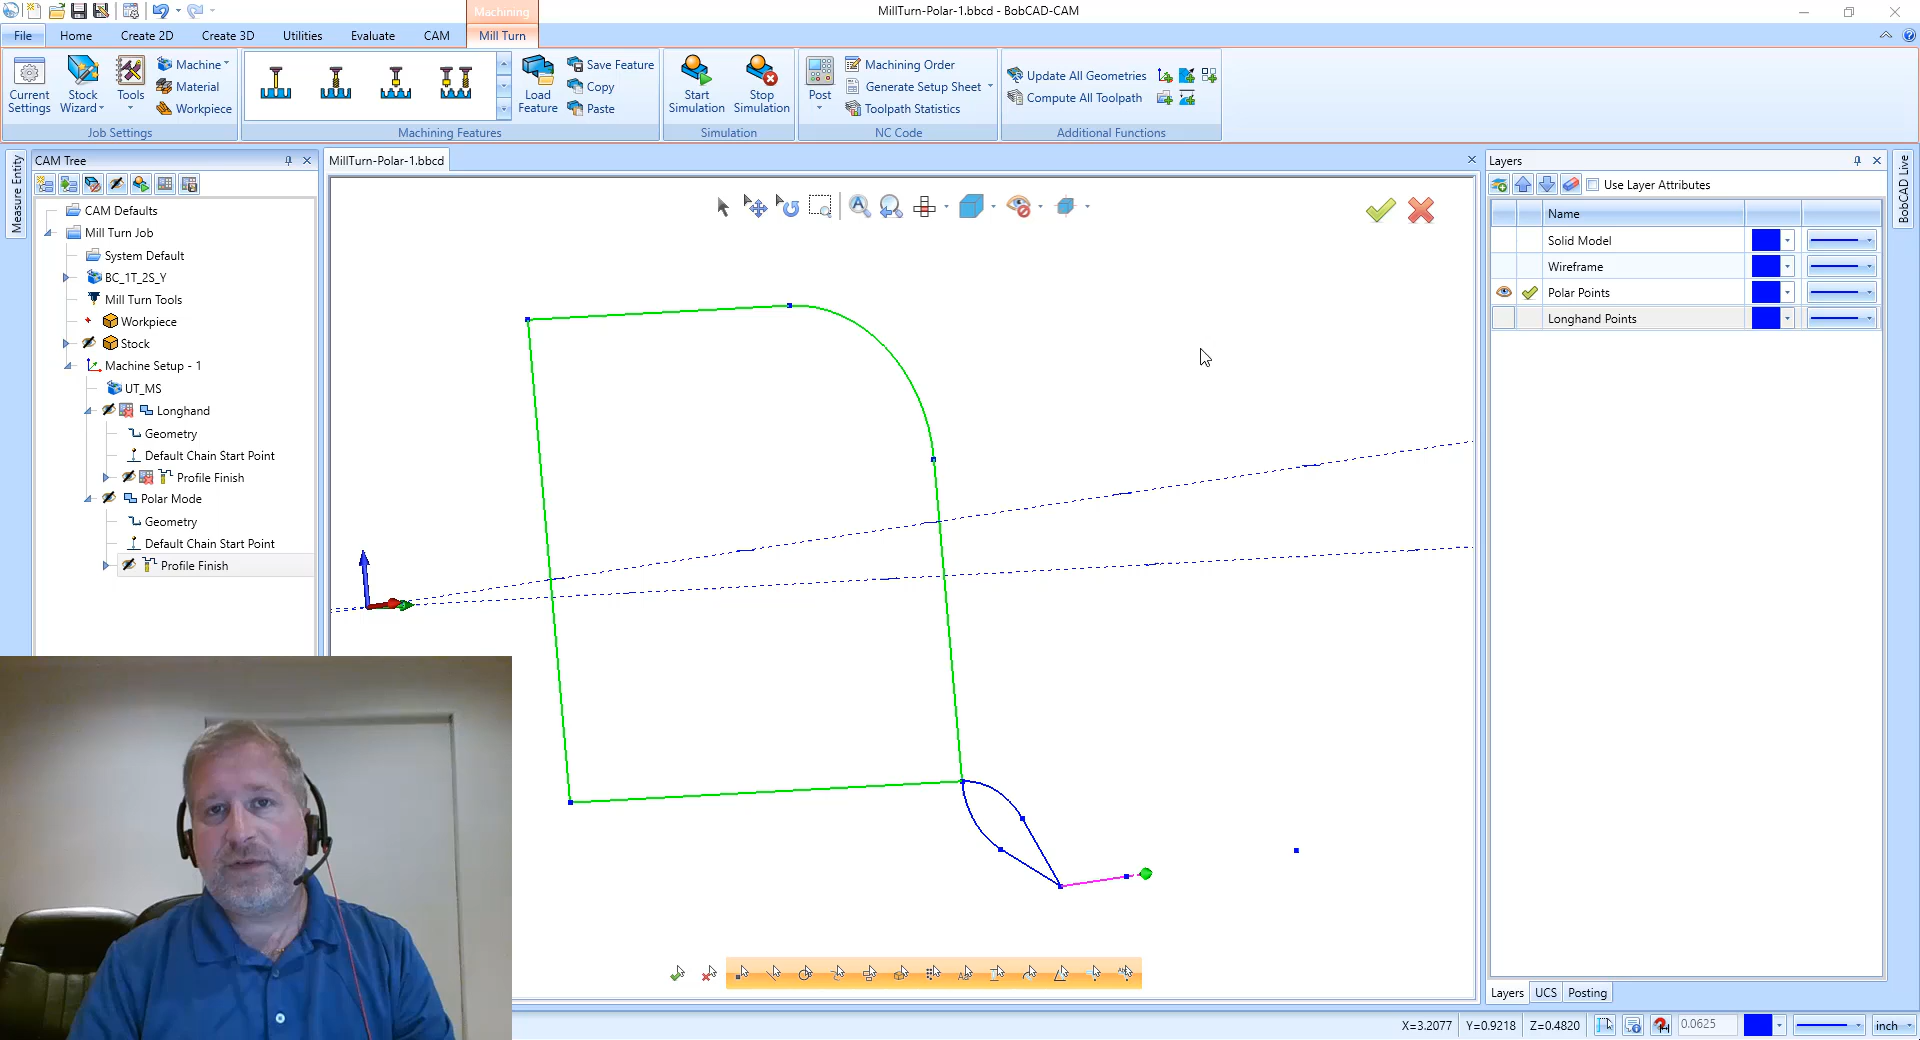 MillTurn-Polar-1.bbcd - BobCAD-CAM
Machining
File
Home
Create 2D
Create 3D
Utilities
Evaluate
CAM
Mill Turn
Current
Settings
Stock
Wizard
Tools
Machine
Material
Workpiece
Job Settings
Load
Feature
Save Feature
Copy
Paste
Machining Features
Start
Simulation
Stop
Simulation
Simulation
Post
Machining Order
Generate Setup Sheet
Toolpath Statistics
NC Code
Update All Geometries
Compute All Toolpath
Additional Functions
Measure Entity
CAM Tree
CAM Defaults
Mill Turn Job
System Default
BC_1T_2S_Y
Mill Turn Tools
Workpiece
Stock
Machine Setup - 1
UT_MS
Longhand
Geometry
Default Chain Start Point
Profile Finish
Polar Mode
Geometry
Default Chain Start Point
Profile Finish
MillTurn-Polar-1.bbcd
Layers
Use Layer Attributes
Name
Solid Model
Wireframe
Polar Points
Longhand Points
BobCAD Live
Layers
UCS
Posting
X=3.2077
Y=0.9218
Z=0.4820
0.0625
inch